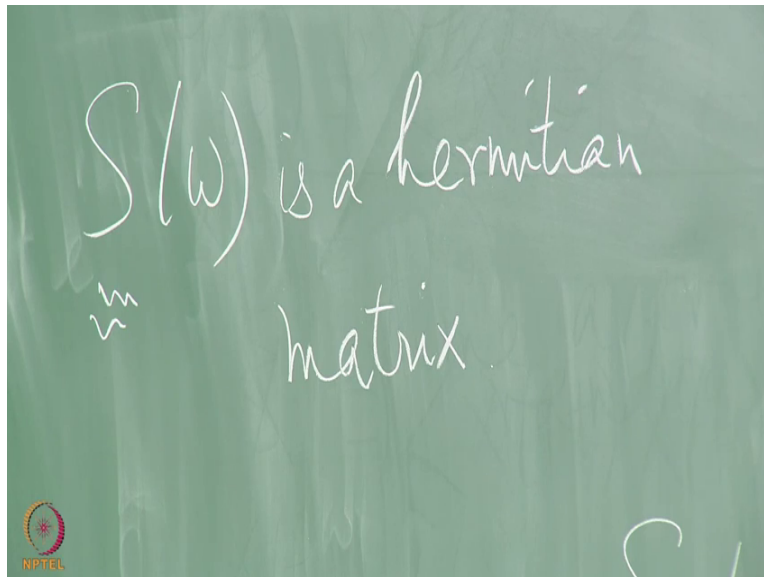 S(ω) is a hermitian
matrix.
NPTEL
S